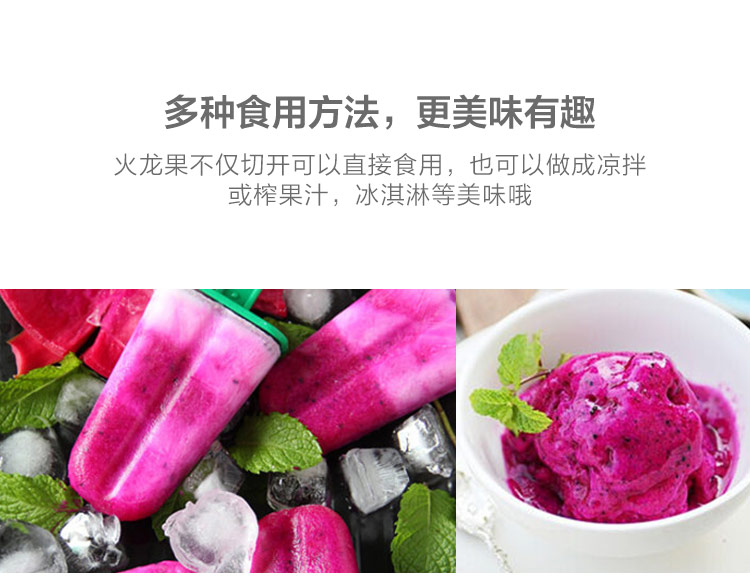 多种食用方法，更美味有趣
火龙果不仅切开可以直接食用，也可以做成凉拌
或榨果汁，冰淇淋等美味哦